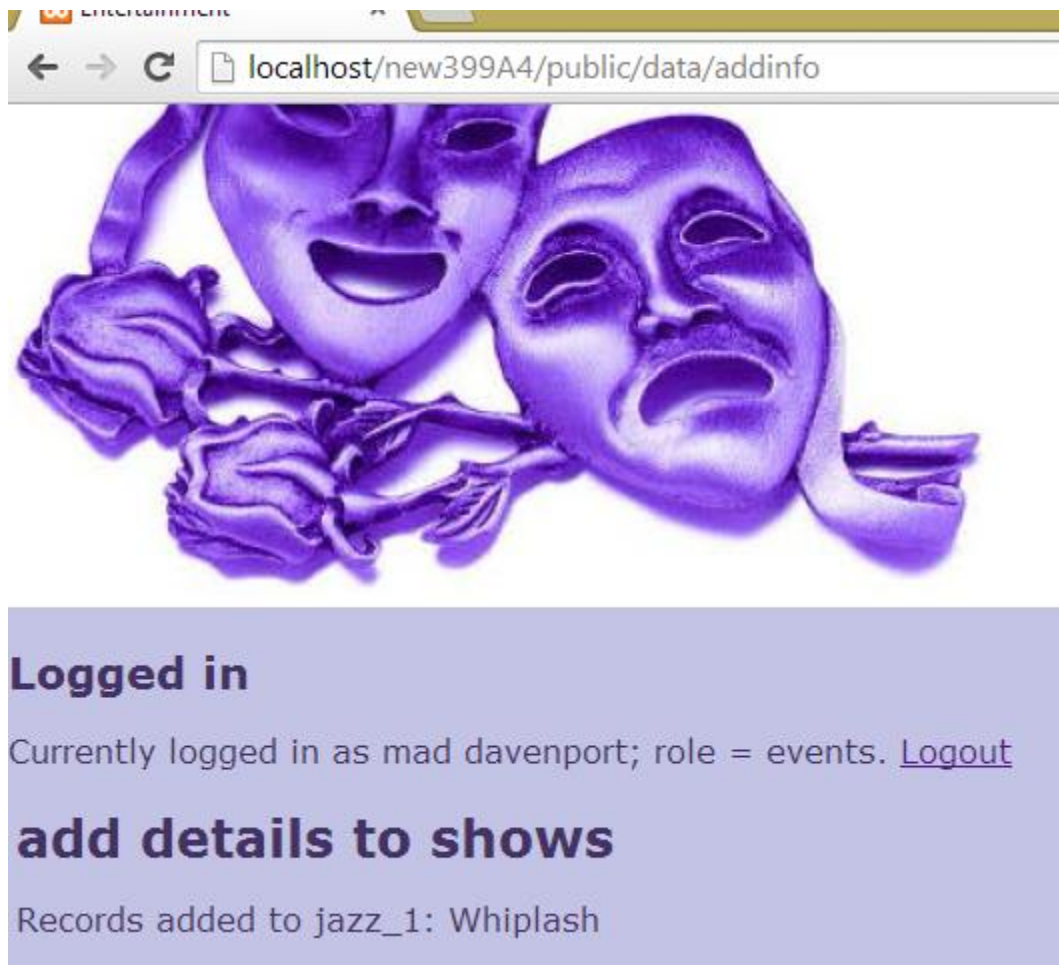 Entertainment
localhost/new399A4/public/data/addinfo
Logged in
Currently logged in as mad davenport; role = events. Logout
add details to shows
Records added to jazz_1: Whiplash